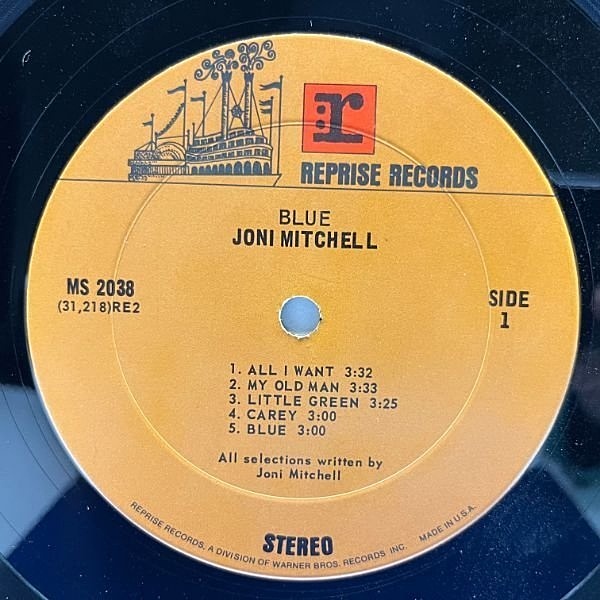 r
REPRISE RECORDS
BLUE
JONI MITCHELL
MS 2038
(31,218)RE2
SIDE
1
1. ALL I WANT 3:32
2. MY OLD MAN 3:33
3. LITTLE GREEN 3:25
4. CAREY 3:00
5. BLUE 3:00
All selections written by
Joni Mitchell
STEREO
REPRISE RECORDS, A DIVISION OF WARNER BROS. RECORDS INC. MADE IN U.S.A.